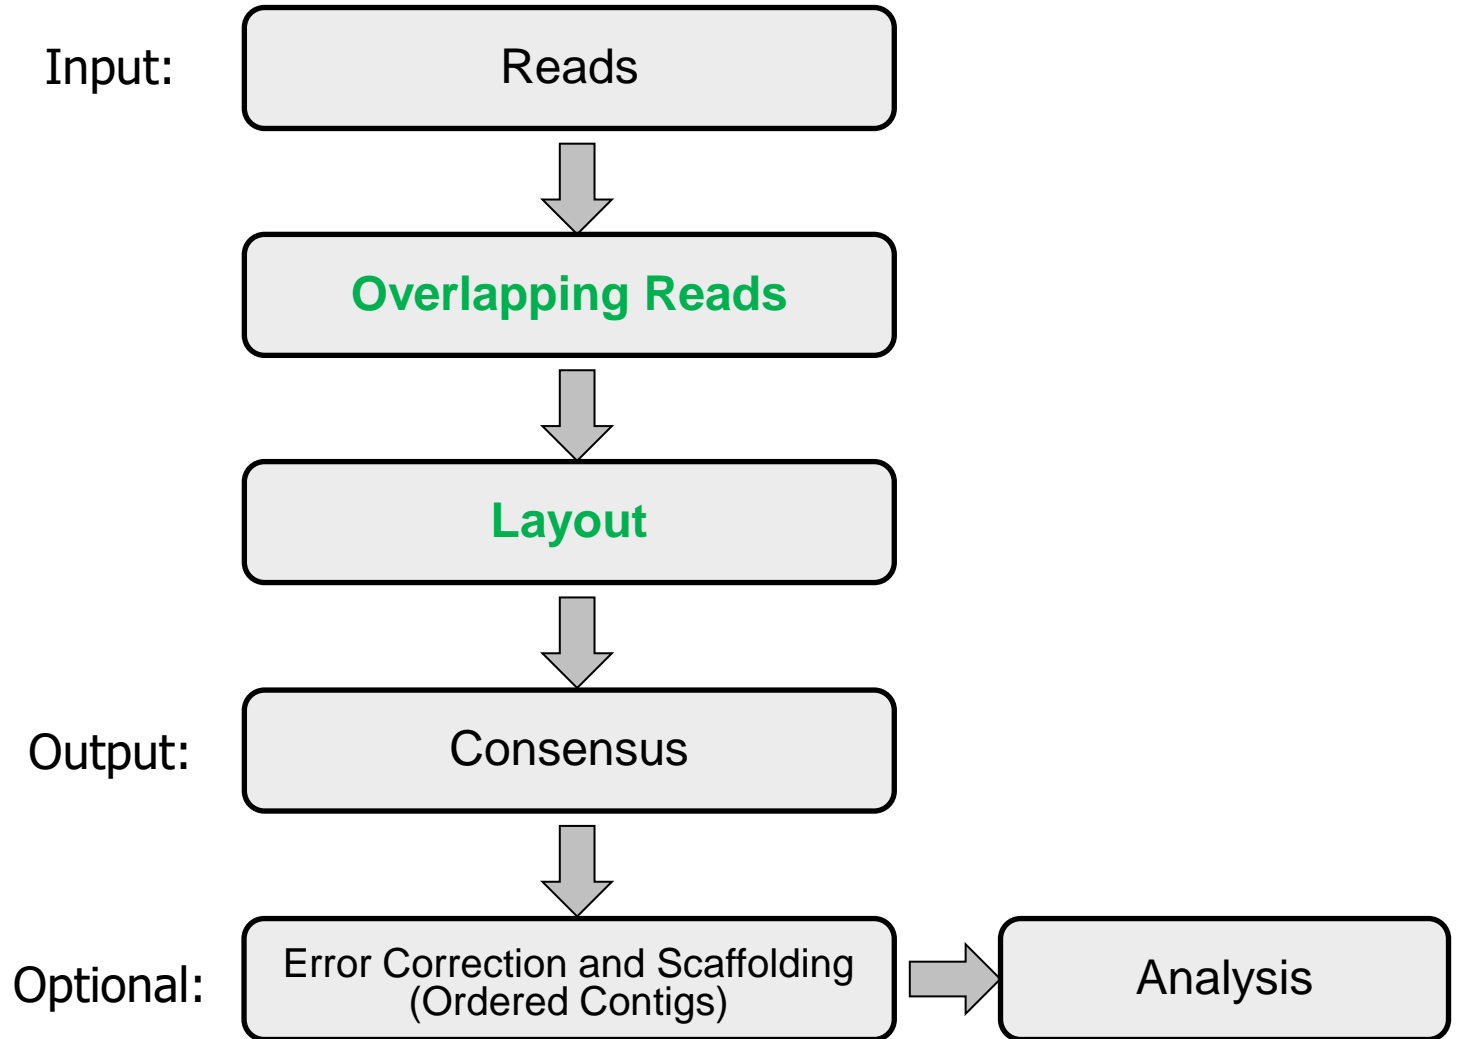 Input:
Reads
Overlapping Reads
Layout
Output:
Consensus
Optional:
Error Correction and Scaffolding
(Ordered Contigs)
Analysis